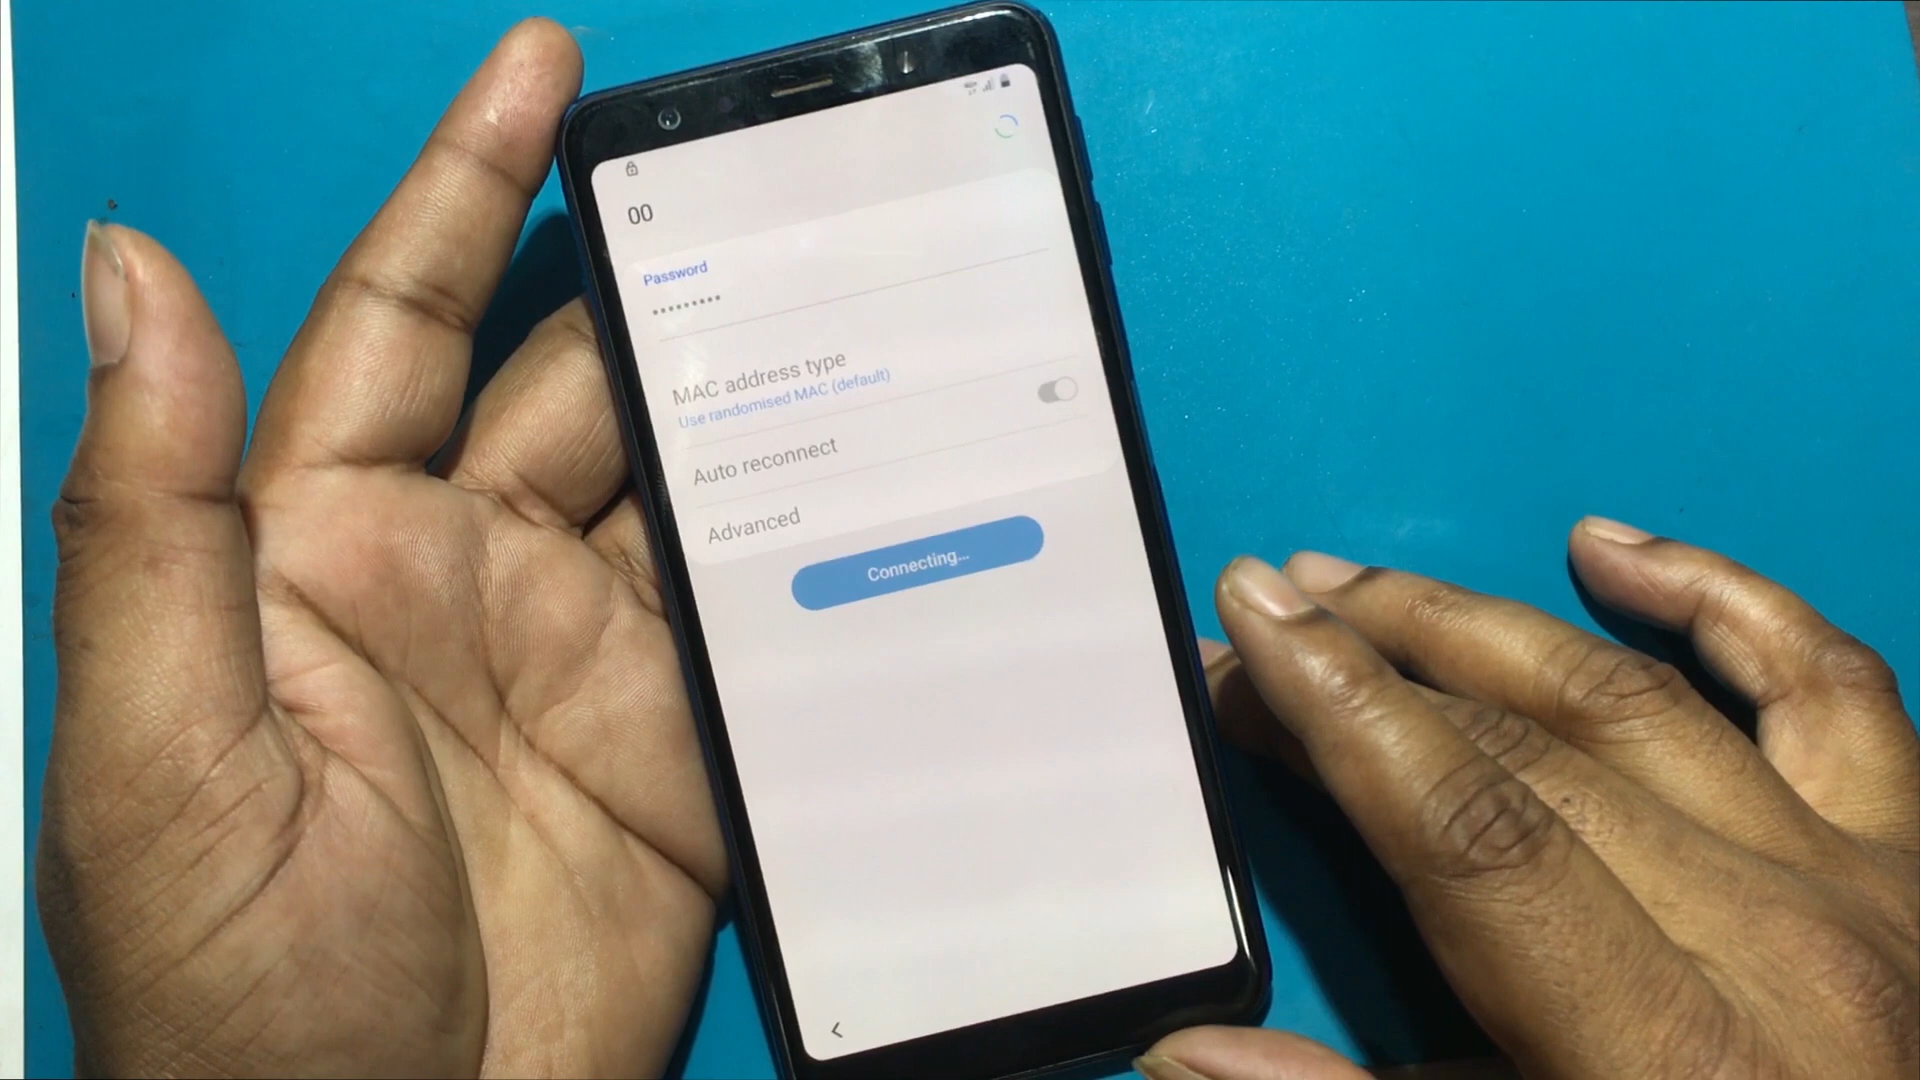 00
Password
•••••••••
MAC address type
Use randomised MAC (default)
Auto reconnect
Advanced
Connecting...